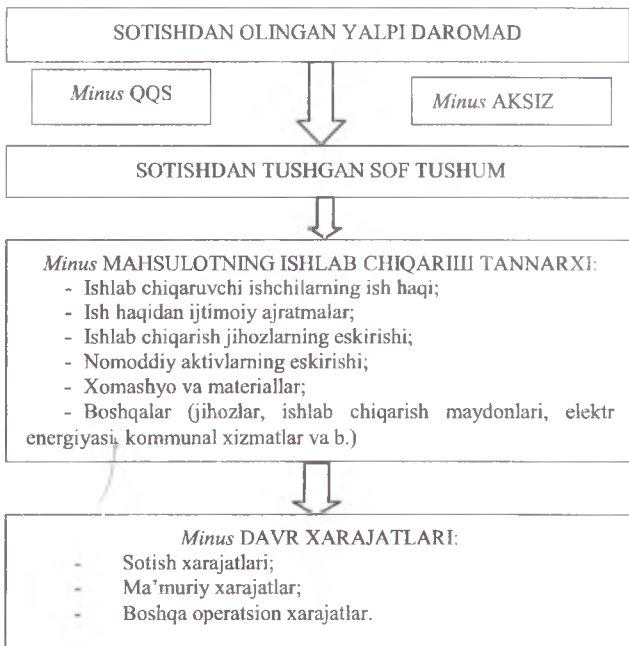 SOTISHDAN OLINGAN YALPI DAROMAD
Minus QQS
Minus AKSIZ
SOTISHDAN TUSHGAN SOF TUSHUM
Minus MAHSULOTNING ISHLAB CHIQARISH TANNARXI:
- Ishlab chiqaruvchi ishchilarning ish haqi;
- Ish haqidan ijtimoiy ajratmalar;
- Ishlab chiqarish jihozlarning eskirishi;
- Nomoddiy aktivlarning eskirishi;
- Xomashyo va materiallar;
- Boshqalar (jihozlar, ishlab chiqarish maydonlari, elektr
energiyasi, kommunal xizmatlar va b.)
Minus DAVR XARAJATLARI:
- Sotish xarajatlari;
- Ma'muriy xarajatlar;
- Boshqa operatsion xarajatlar.